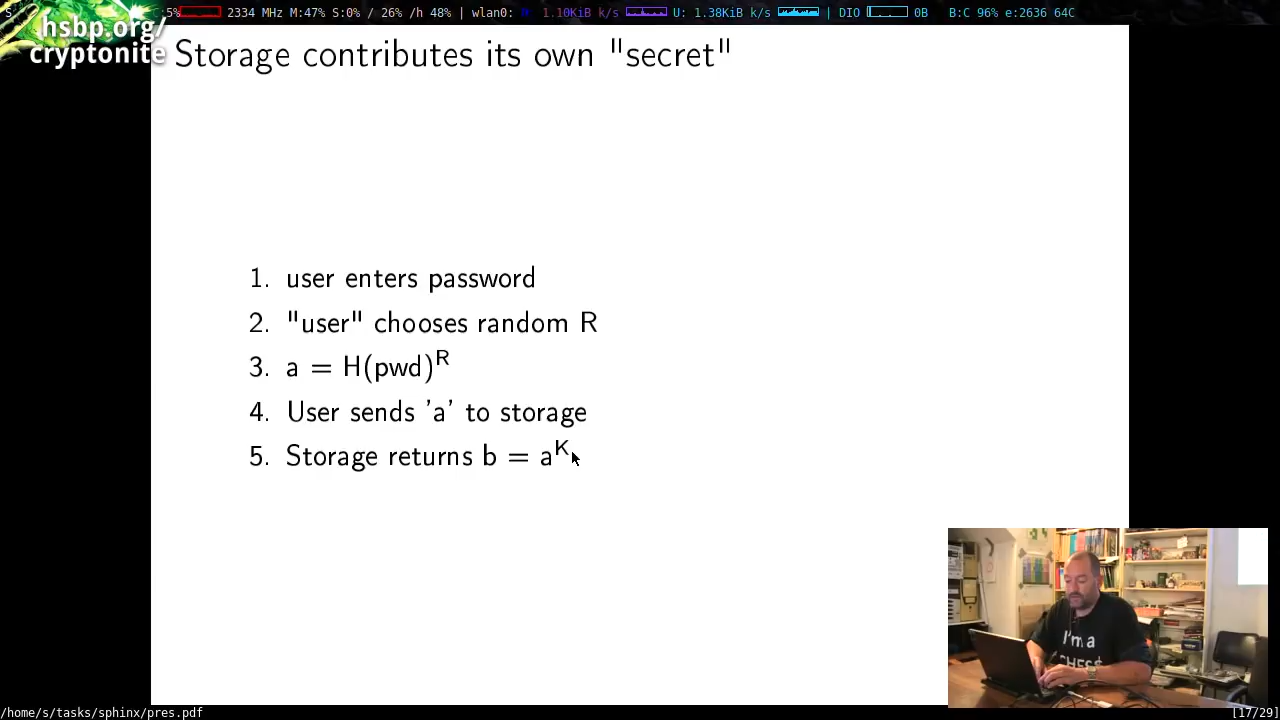 5% 2334 MHz M:47% S:0% / 26% /h 48% | wlan0: 1.10KiB k/s U: 1.38KiB k/s | DIO 0B B:C 96% e:2636 64C
hsbp.org/
cryptonite
Storage contributes its own "secret"
1. user enters password
2. "user" chooses random R
3. a = H(pwd)^R
4. User sends 'a' to storage
5. Storage returns b = a^K
I'm a
CHESS
/home/s/tasks/sphinx/pres.pdf
[17/29]